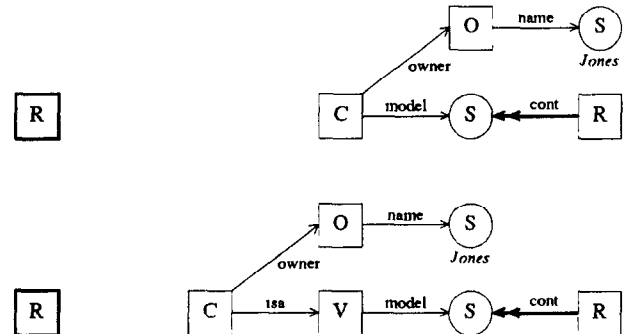 O name S
owner Jones
R C model S cont R
O name S
owner Jones
R C isa V model S cont R